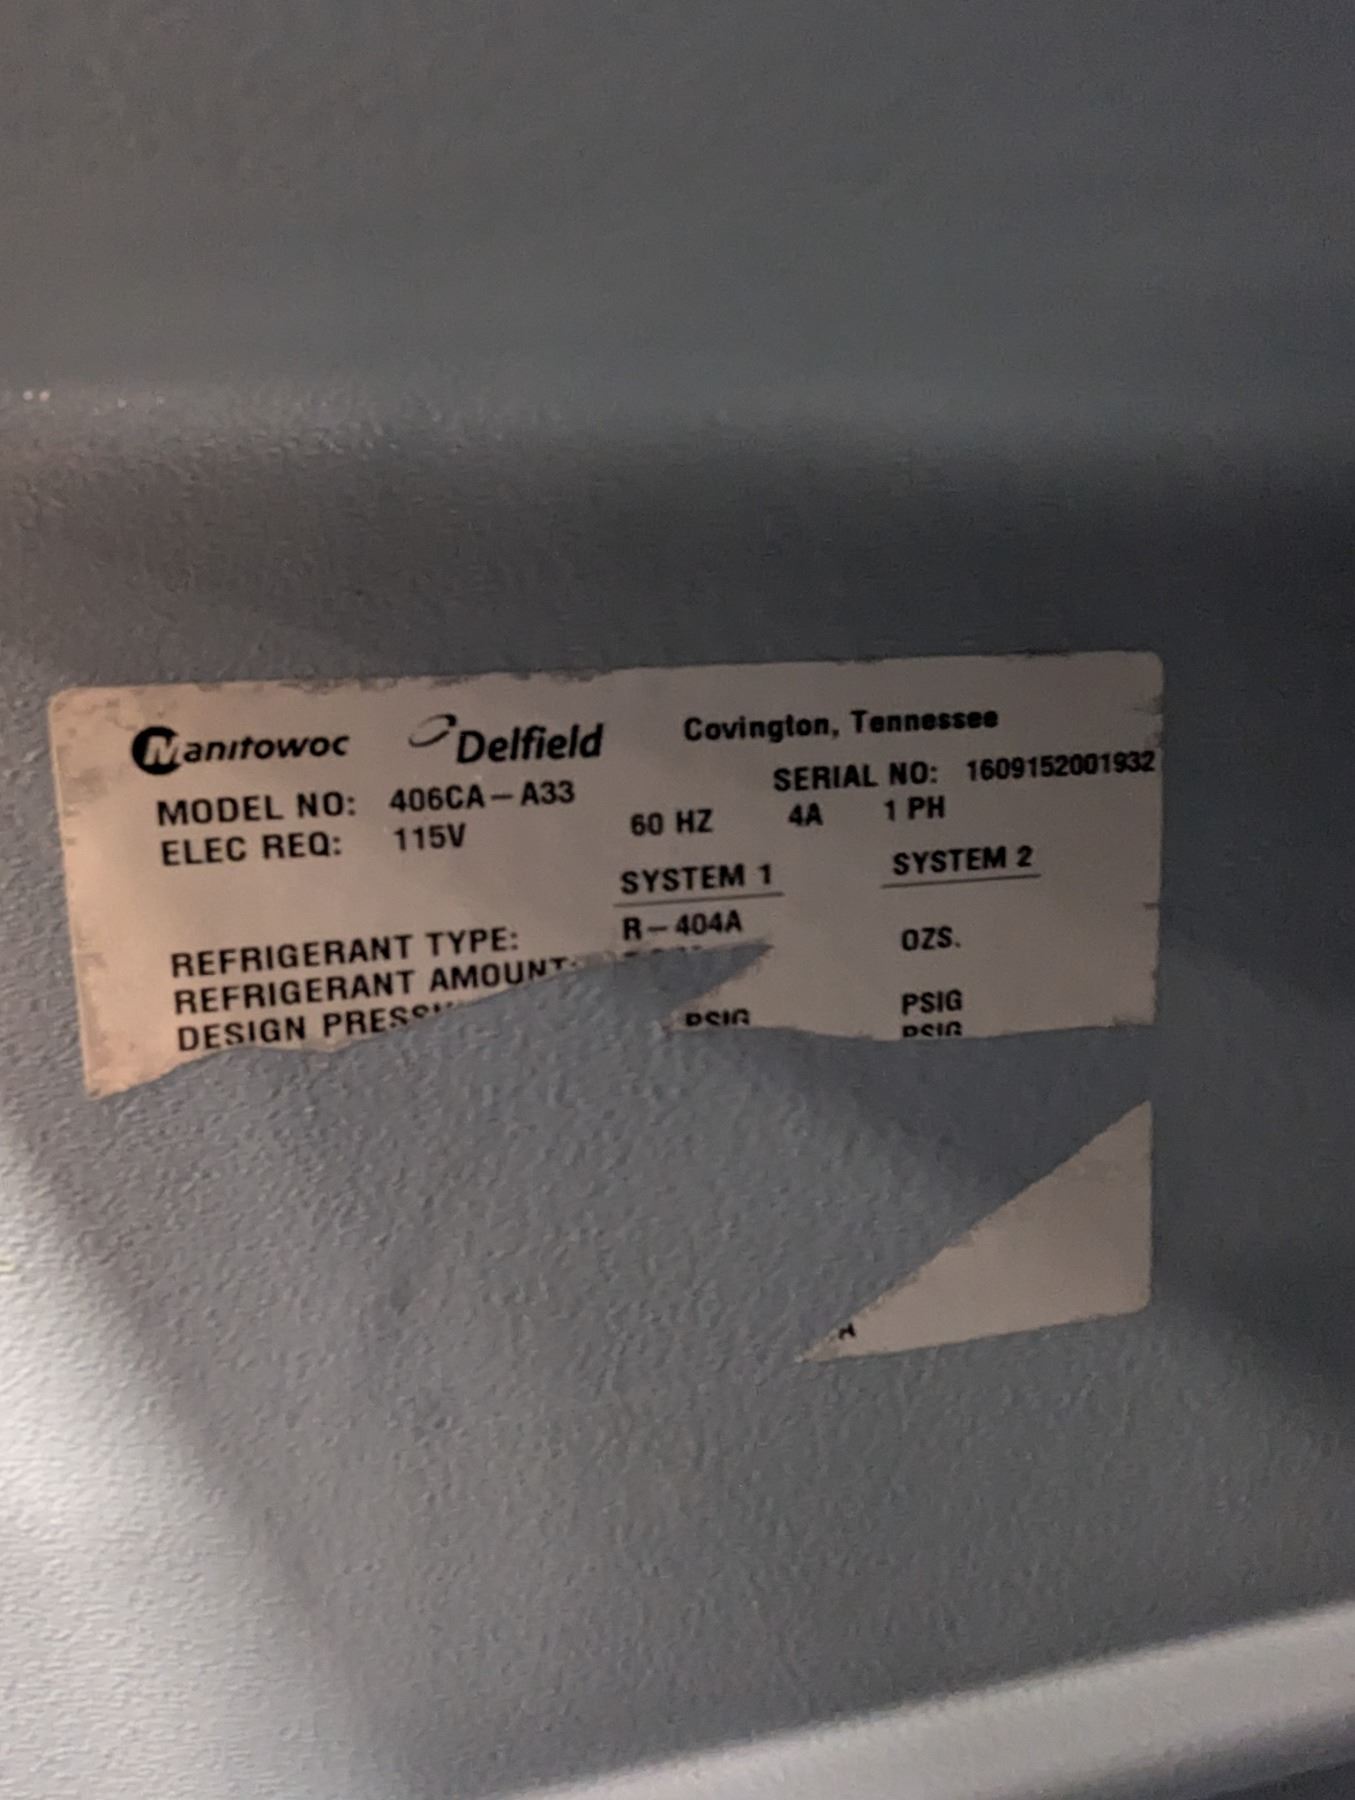 Manitowoc Delfield Covington, Tennessee
MODEL NO: 406CA-A33 SERIAL NO: 1609152001932
ELEC REQ: 115V 60 HZ 4A 1 PH
SYSTEM 1 SYSTEM 2
REFRIGERANT TYPE: R-404A
REFRIGERANT AMOUNT: OZS.
DESIGN PSIG
PSIG PSIG